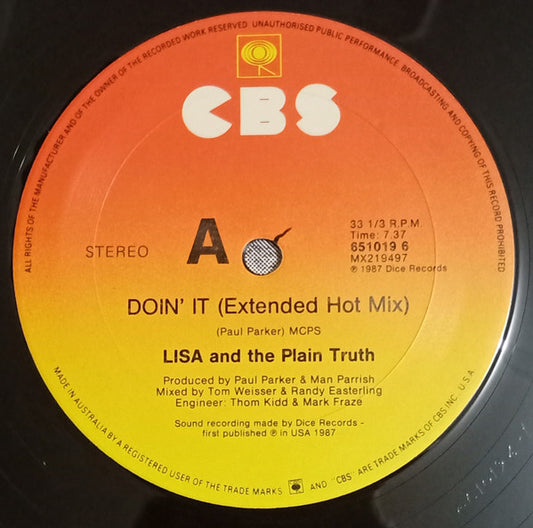 ALL RIGHTS OF THE MANUFACTURER AND OF THE OWNER OF THE RECORDED WORK RESERVED. UNAUTHORISED PUBLIC PERFORMANCE, BROADCASTING AND COPYING OF THIS RECORD PROHIBITED
CBS
STEREO
A
33 1/3 R.P.M.
Time: 7.37
651019 6
MX219497
℗ 1987 Dice Records
DOIN' IT (Extended Hot Mix)
(Paul Parker) MCPS
LISA and the Plain Truth
Produced by Paul Parker & Man Parrish
Mixed by Tom Weisser & Randy Easterling
Engineer: Thom Kidd & Mark Fraze
Sound recording made by Dice Records -
first published ℗ in USA 1987
MADE IN AUSTRALIA BY A REGISTERED USER OF THE TRADE MARKS AND "CBS" ARE TRADE MARKS OF CBS INC. U.S.A.